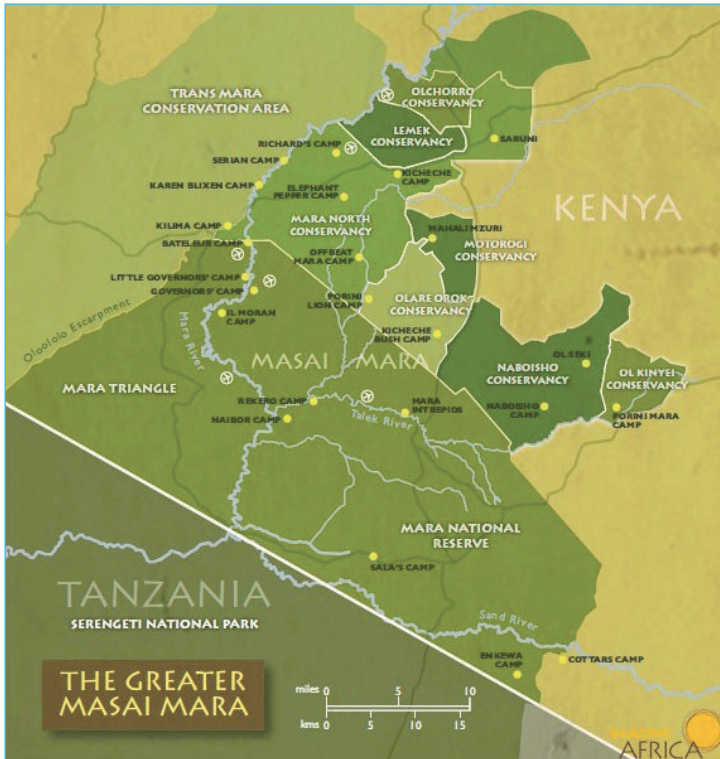 TRANS MARA
CONSERVATION AREA
OLCHORRO
CONSERVANCY
LEMEK
CONSERVANCY
SARUNI
RICHARD'S CAMP
SERIAN CAMP
KICHECHE
CAMP
KAREN BLIXEN CAMP
ELEPHANT
PEPPER CAMP
KENYA
MARA NORTH
CONSERVANCY
KILIMA CAMP
MAHALI MZURI
BATELEUR CAMP
MOTOROGI
CONSERVANCY
OFFBEAT
MARA CAMP
LITTLE GOVERNORS' CAMP
GOVERNORS' CAMP
PORINI
LION CAMP
OLARE OROK
CONSERVANCY
IL MORAN
CAMP
Oloololo Escarpment
Mara River
KICHECHE
BUSH CAMP
MASAI MARA
OL SEKI
NABOISHO
CONSERVANCY
OL KINYEI
CONSERVANCY
MARA TRIANGLE
REKERO CAMP
MARA
INTREPIDS
NABOISHO
CAMP
PORINI MARA
CAMP
NAIBOR CAMP
Talek River
MARA NATIONAL
RESERVE
SALA'S CAMP
TANZANIA
SERENGETI NATIONAL PARK
Sand River
ENKEWA
CAMP
COTTARS CAMP
THE GREATER
MASAI MARA
miles 0 5 10
kms 0 5 10 15
AFRICA